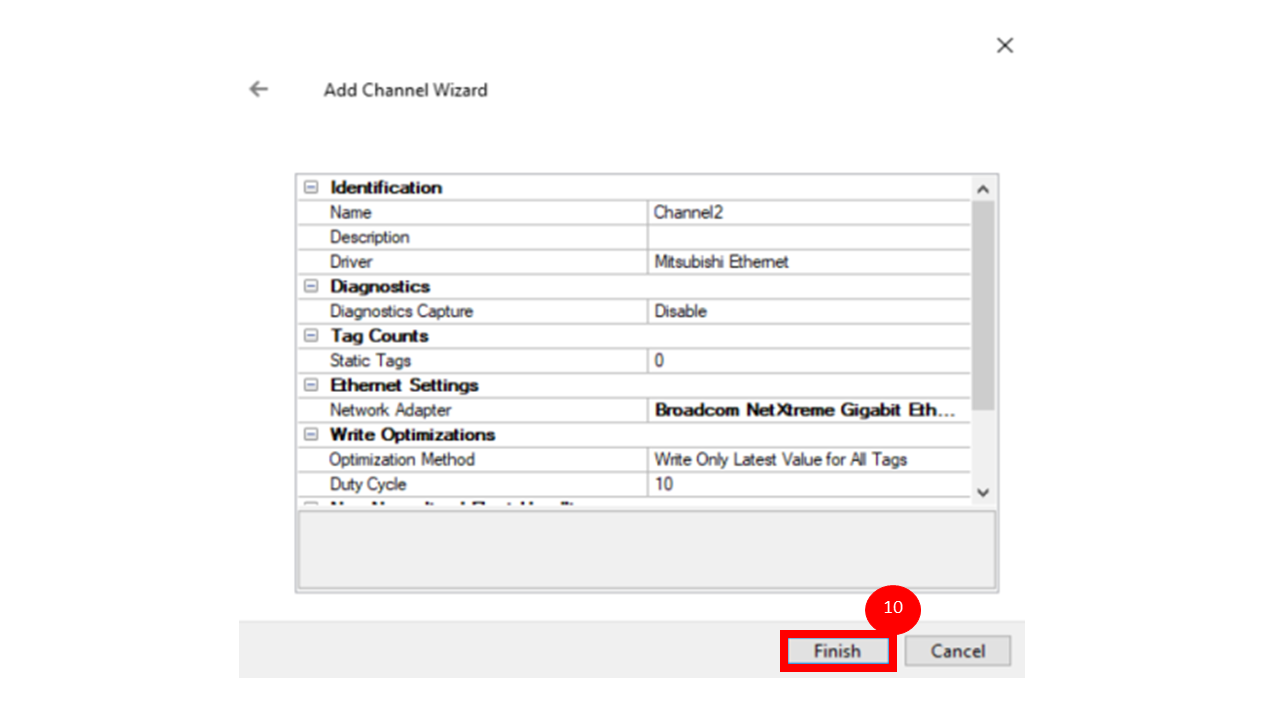 Add Channel Wizard
Identification
Name Channel2
Description
Driver Mitsubishi Ethernet
Diagnostics
Diagnostics Capture Disable
Tag Counts
Static Tags 0
Ethernet Settings
Network Adapter Broadcom NetXtreme Gigabit Eth...
Write Optimizations
Optimization Method Write Only Latest Value for All Tags
Duty Cycle 10
10
Finish Cancel